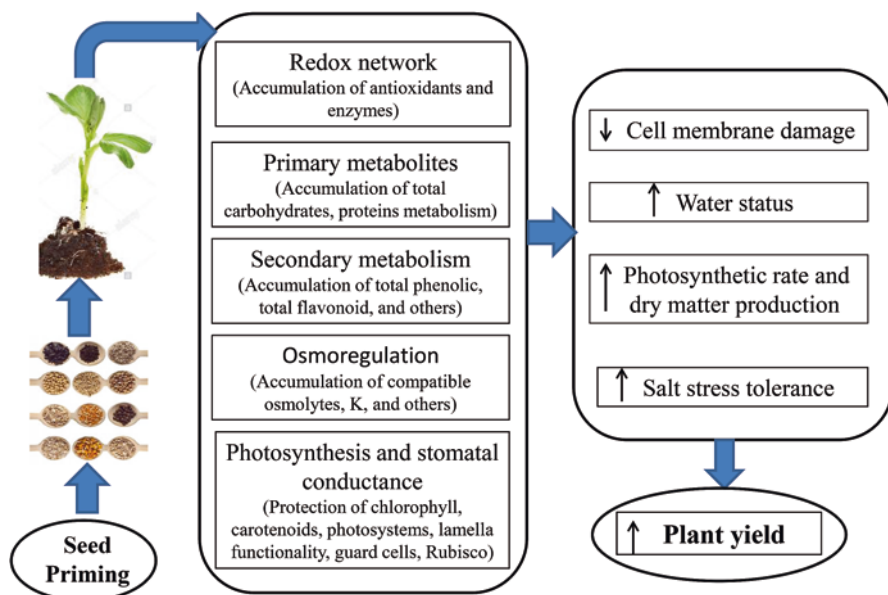 Redox network
(Accumulation of antioxidants and
enzymes)
Primary metabolites
(Accumulation of total
carbohydrates, proteins metabolism)
Secondary metabolism
(Accumulation of total phenolic,
total flavonoid, and others)
Osmoregulation
(Accumulation of compatible
osmolytes, K, and others)
Photosynthesis and stomatal
conductance
(Protection of chlorophyll,
carotenoids, photosystems, lamella
functionality, guard cells, Rubisco)
↓ Cell membrane damage
↑ Water status
↑ Photosynthetic rate and
dry matter production
↑ Salt stress tolerance
↑ Plant yield
Seed
Priming